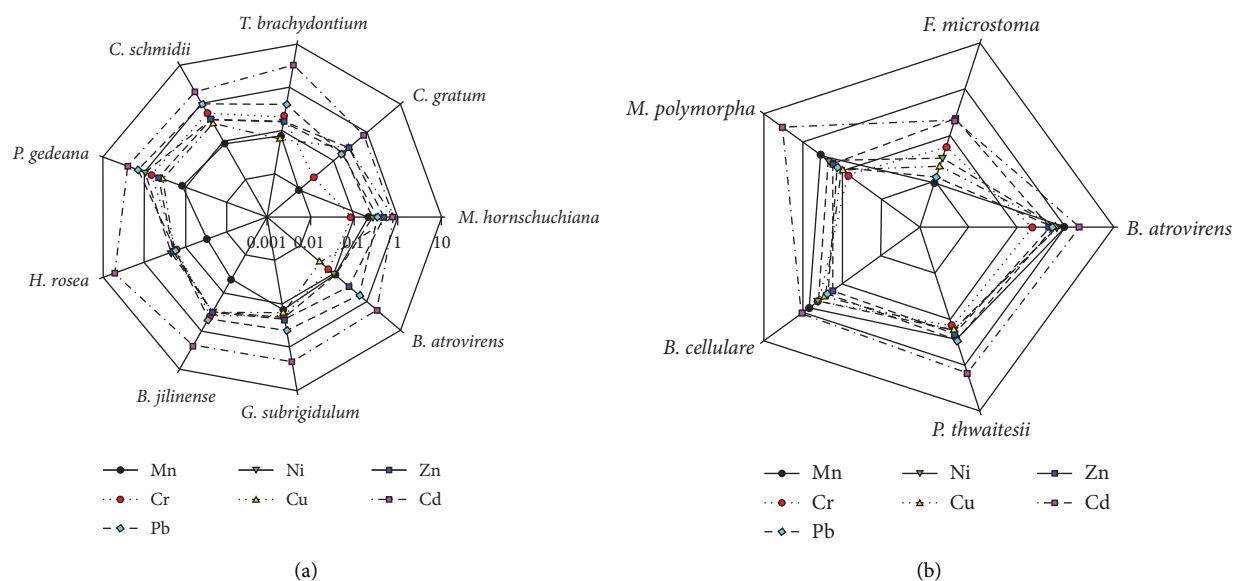 T. brachydontium
C. schmidii
C. gratum
P. gedeana
M. hornschuchiana
0.001 0.01 0.1 1 10
H. rosea
B. atrovirens
B. jilinense
G. subrigidulum
Mn Ni Zn
Cr Cu Cd
Pb
(a)
F. microstoma
M. polymorpha
B. atrovirens
B. cellulare
P. thwaitesii
Mn Ni Zn
Cr Cu Cd
Pb
(b)